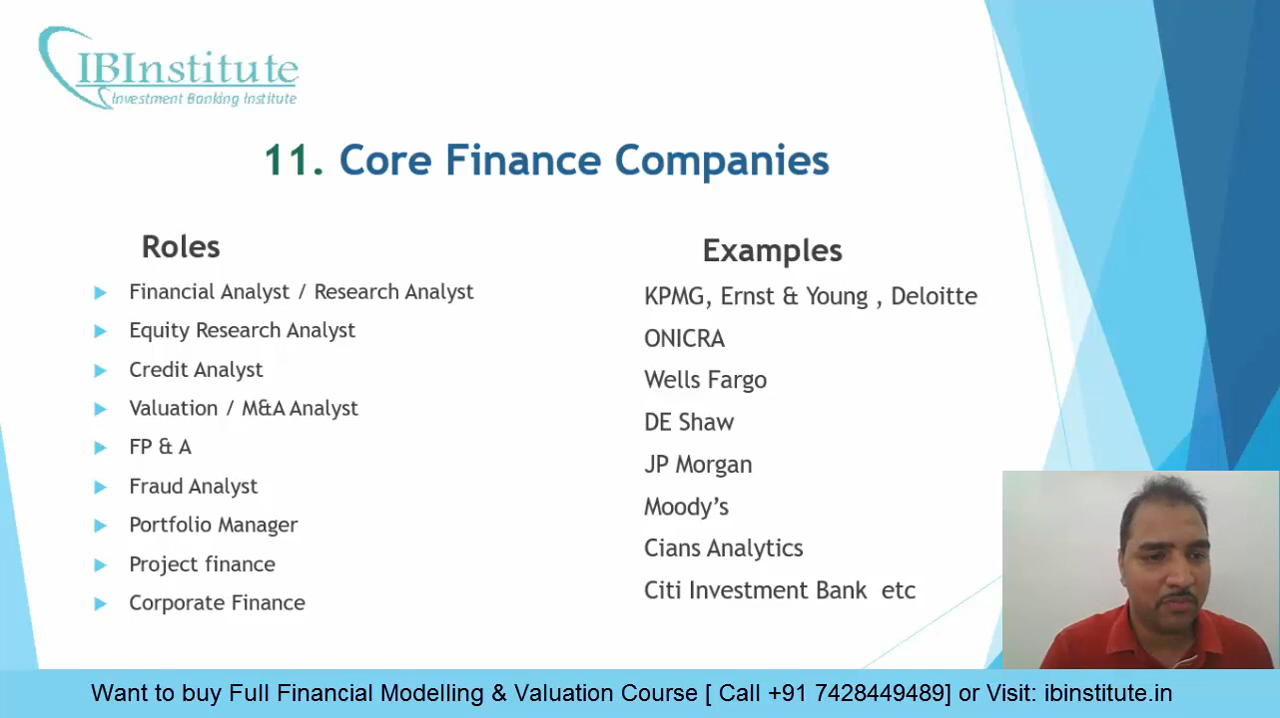 IBInstitute
Investment Banking Institute
11. Core Finance Companies
Roles
Financial Analyst / Research Analyst
Equity Research Analyst
Credit Analyst
Valuation / M&A Analyst
FP & A
Fraud Analyst
Portfolio Manager
Project finance
Corporate Finance
Examples
KPMG, Ernst & Young , Deloitte
ONICRA
Wells Fargo
DE Shaw
JP Morgan
Moody's
Cians Analytics
Citi Investment Bank etc
Want to buy Full Financial Modelling & Valuation Course [ Call +91 7428449489] or Visit: ibinstitute.in